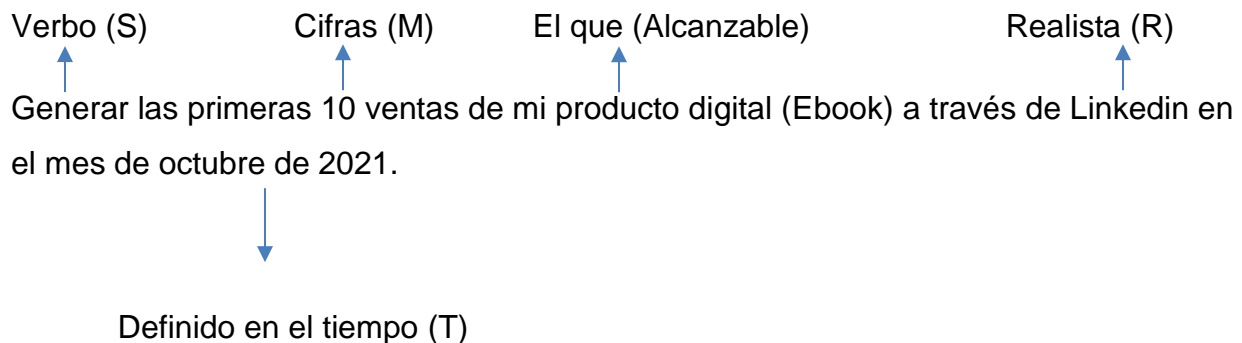 Verbo (S) Cifras (M) El que (Alcanzable) Realista (R)
Generar las primeras 10 ventas de mi producto digital (Ebook) a través de Linkedin en
el mes de octubre de 2021.
Definido en el tiempo (T)